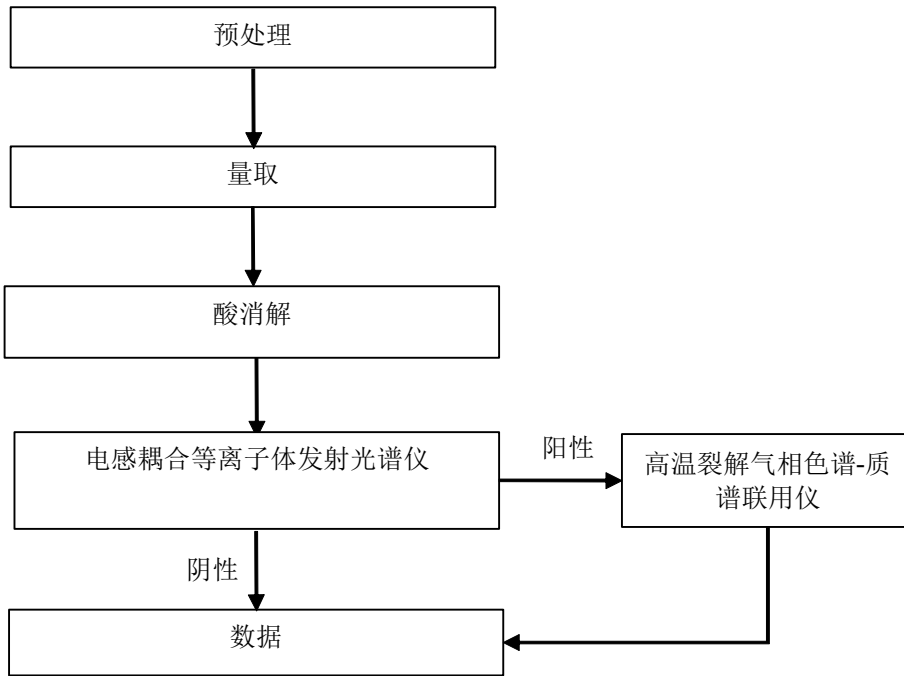 预处理
量取
酸消解
电感耦合等离子体发射光谱仪
阳性
高温裂解气相色谱-质
谱联用仪
阴性
数据